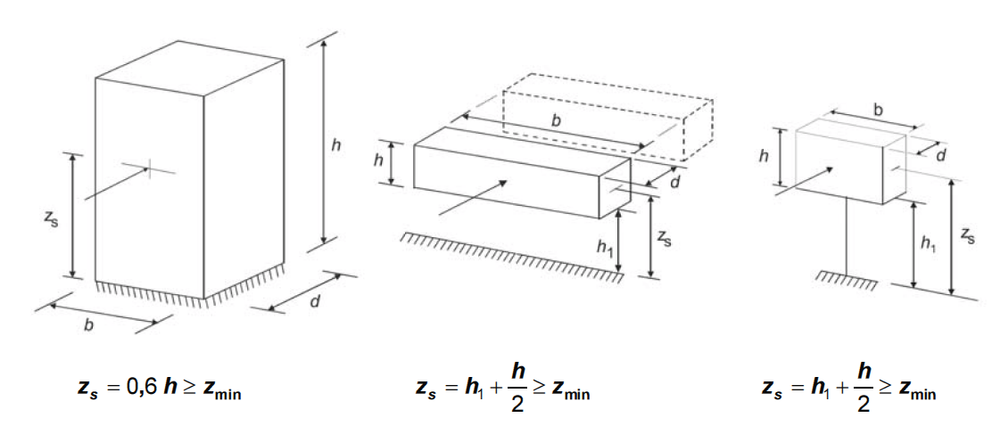 h
z_s
b
d
z_s = 0,6 h ≥ z_min
b
h
d
h_1
z_s
z_s = h_1 + h/2 ≥ z_min
b
h
d
h_1
z_s
z_s = h_1 + h/2 ≥ z_min